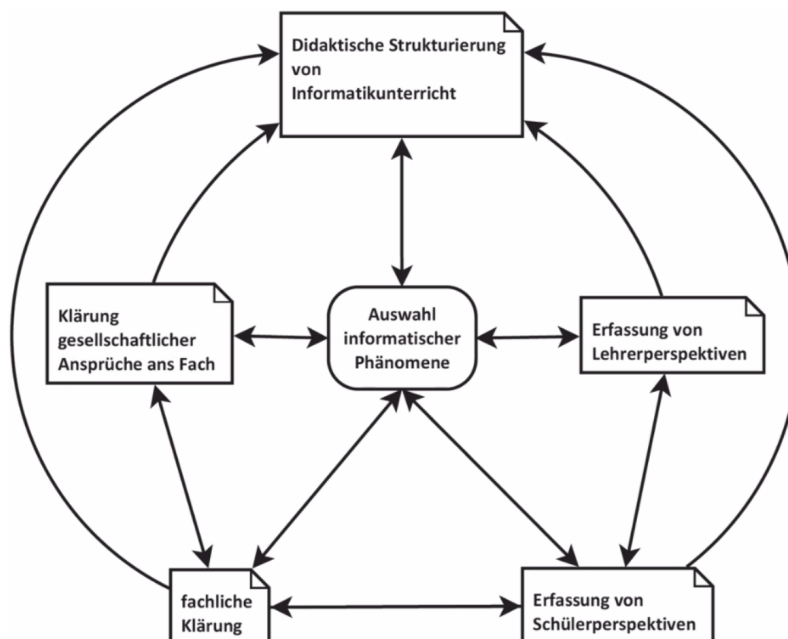 Didaktische Strukturierung
von
Informatikunterricht
Klärung
gesellschaftlicher
Ansprüche ans Fach
Auswahl
informatischer
Phänomene
Erfassung von
Lehrerperspektiven
fachliche
Klärung
Erfassung von
Schülerperspektiven